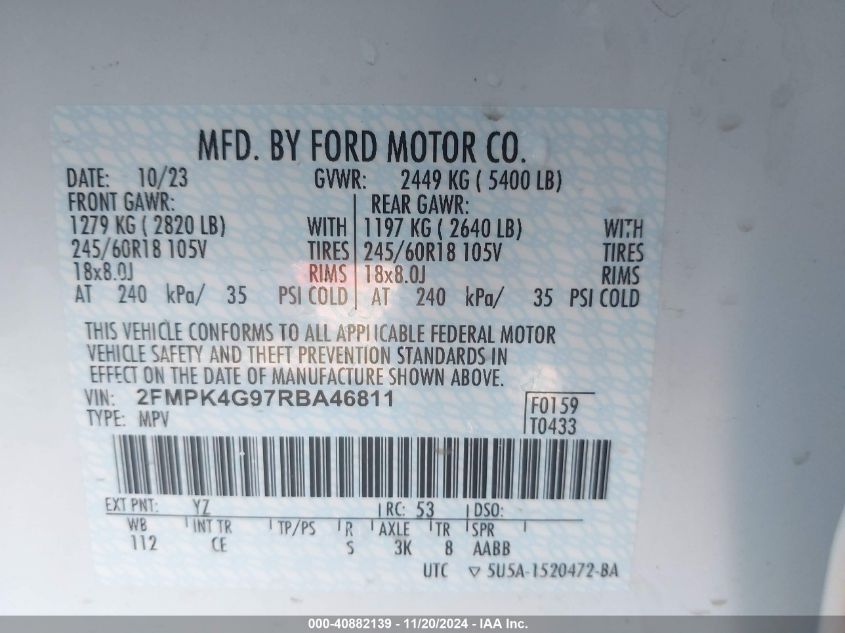 MFD. BY FORD MOTOR CO.
DATE: 10/23 GVWR: 2449 KG ( 5400 LB)
FRONT GAWR: REAR GAWR:
1279 KG ( 2820 LB) WITH 1197 KG ( 2640 LB) WITH
245/60R18 105V TIRES 245/60R18 105V TIRES
18x8.0J RIMS 18x8.0J RIMS
AT 240 kPa/ 35 PSI COLD AT 240 kPa/ 35 PSI COLD
THIS VEHICLE CONFORMS TO ALL APPLICABLE FEDERAL MOTOR
VEHICLE SAFETY AND THEFT PREVENTION STANDARDS IN
EFFECT ON THE DATE OF MANUFACTURE SHOWN ABOVE.
VIN: 2FMPK4G97RBA46811 F0159
TYPE: MPV T0433
EXT PNT: YZ RC: 53 DSO:
WB INT TR TP/PS R AXLE TR SPR
112 CE S 3K 8 AABB
UTC ▽ 5U5A-1520472-BA
000-40882139 | 11/20/2024 - IAA Inc.